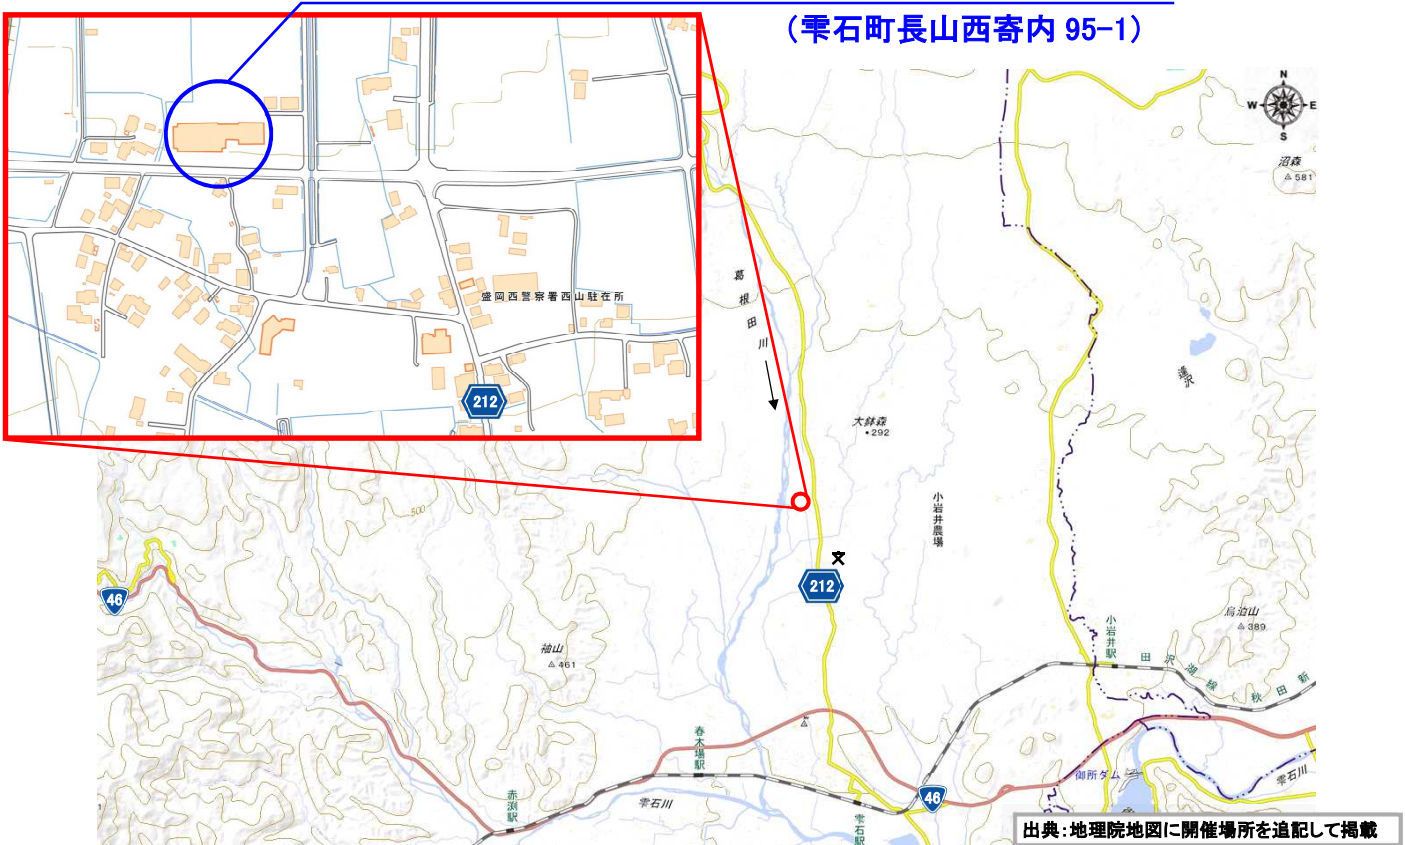 (雫石町長山西寄内 95-1)
N
W
E
S
沼森
581
葛根田川
盛岡西警察署西山駐在所
212
逢沢
大鉢森
・292
小岩井農場
500
46
212
袖山
461
烏泊山
389
小岩井駅
田沢湖線(秋田新
春木場駅
御所ダム
雫石川
赤渕駅
雫石川
46
雫石駅
出典:地理院地図に開催場所を追記して掲載